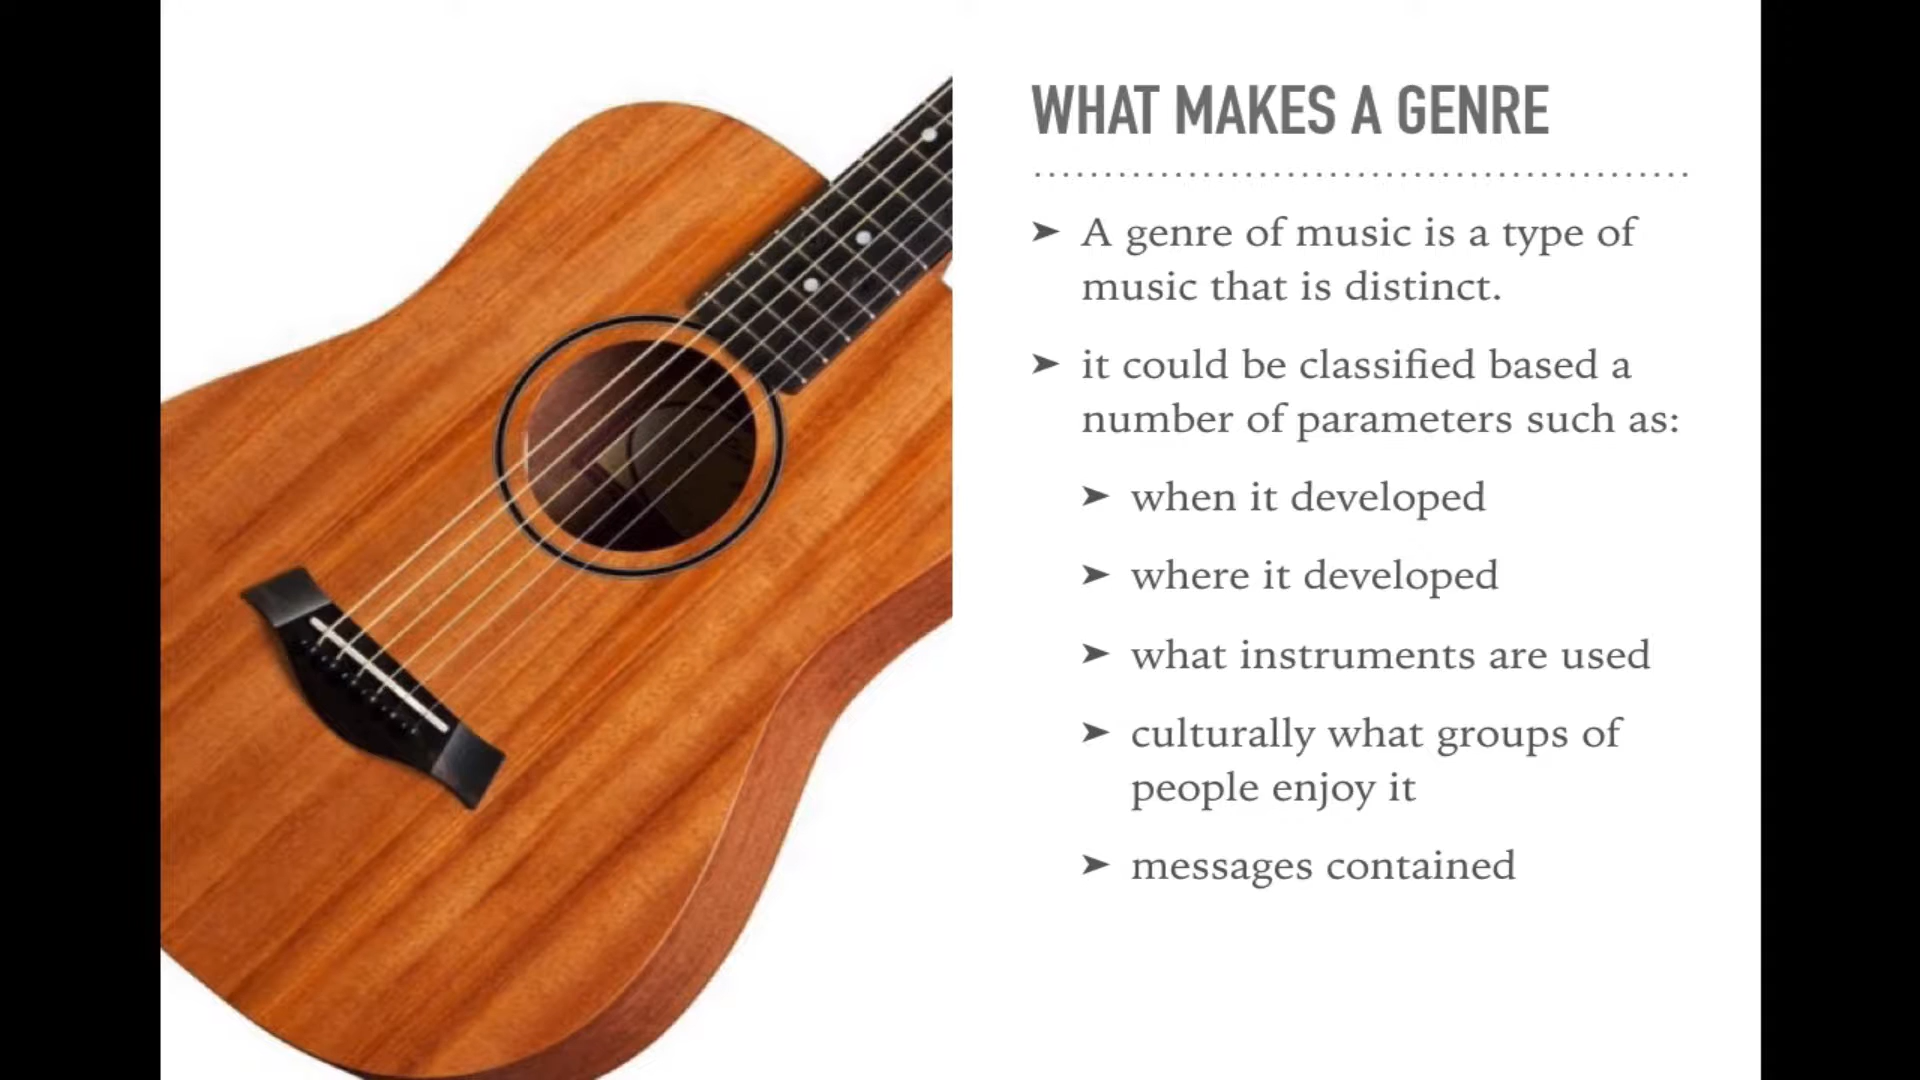 WHAT MAKES A GENRE
➤ A genre of music is a type of
music that is distinct.
➤ it could be classified based a
number of parameters such as:
➤ when it developed
➤ where it developed
➤ what instruments are used
➤ culturally what groups of
people enjoy it
➤ messages contained